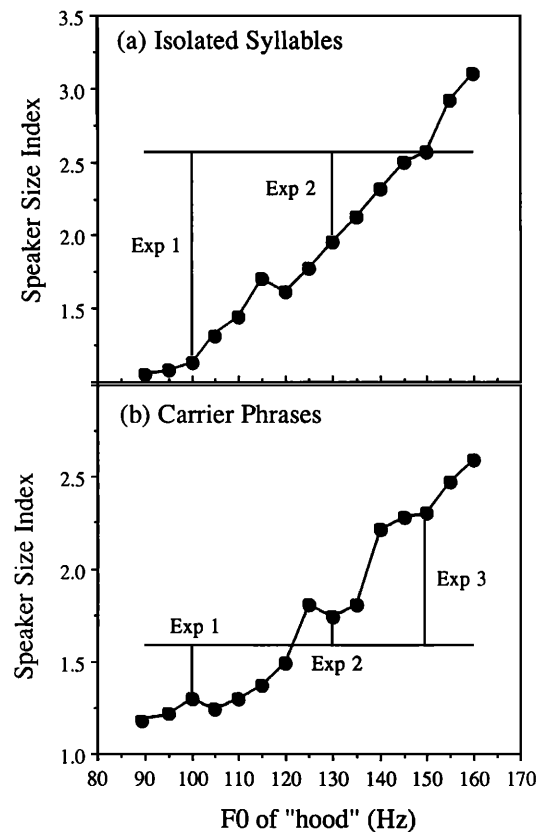 3.5
(a) Isolated Syllables
3.0
2.5
Exp 2
2.0
Exp 1
1.5
Speaker Size Index
(b) Carrier Phrases
2.5
2.0
Exp 3
Exp 1
1.5
Exp 2
1.0
Speaker Size Index
80 90 100 110 120 130 140 150 160 170
F0 of "hood" (Hz)